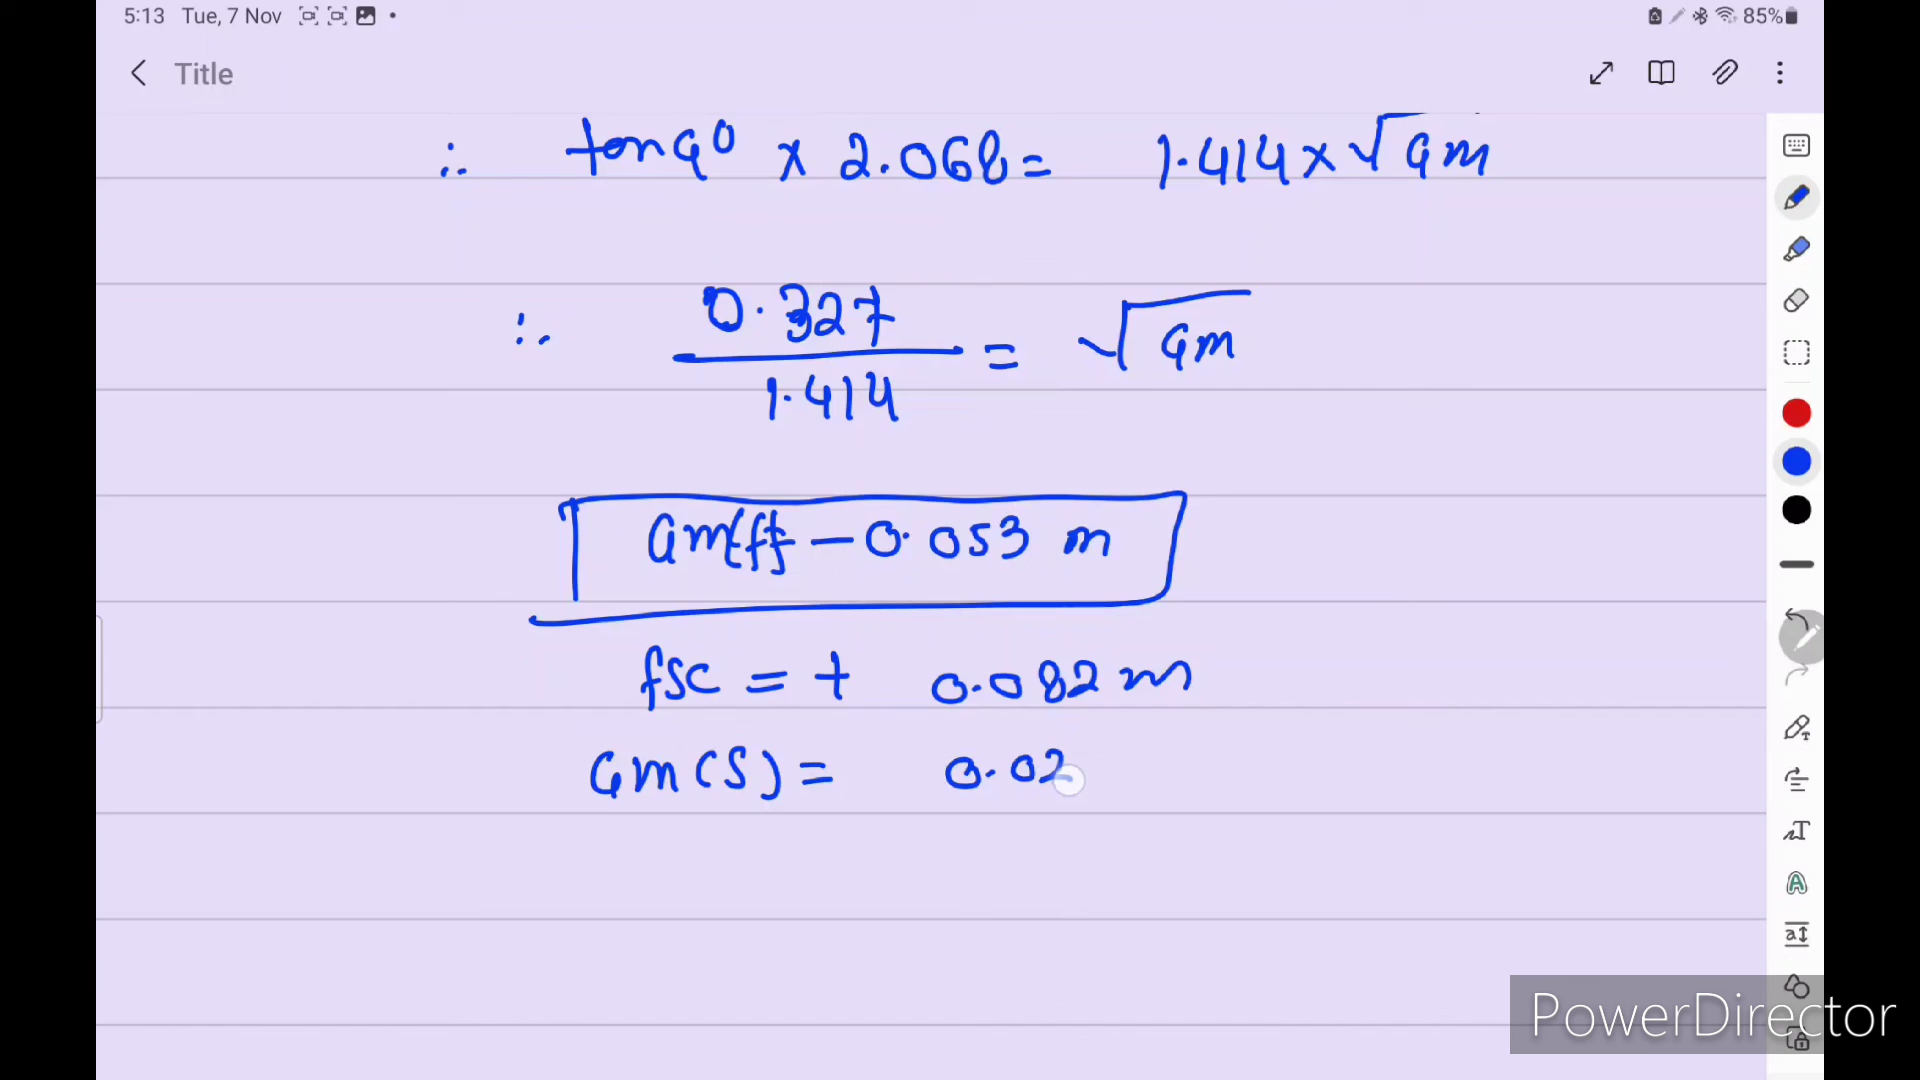 5:13 Tue, 7 Nov 85%
Title
∴ tan 9° × 2.068 = 1.414 × √Gm
∴ 0.327 / 1.414 = √Gm
Gm(f) - 0.053 m
fsc = + 0.082 m
Gm(S) = 0.02
PowerDirector